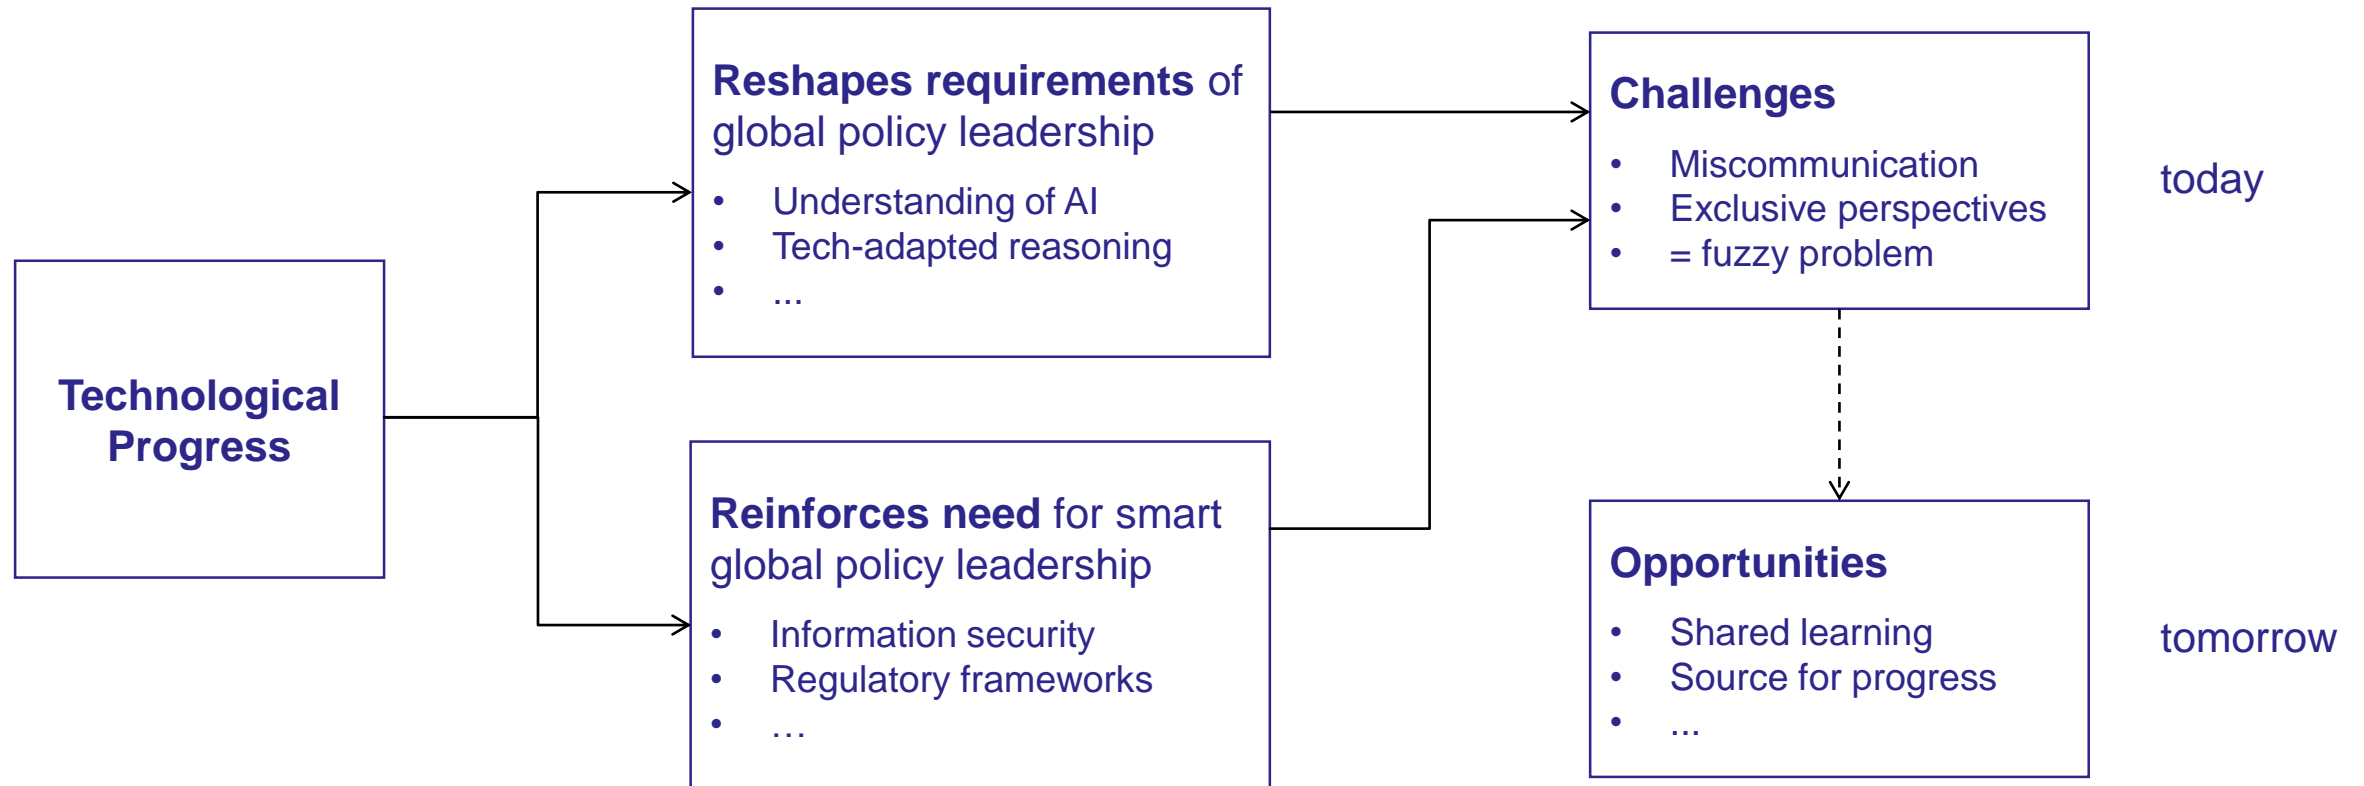 Technological
Progress
Reshapes requirements of
global policy leadership
• Understanding of AI
• Tech-adapted reasoning
• ...
Reinforces need for smart
global policy leadership
• Information security
• Regulatory frameworks
• …
Challenges
• Miscommunication
• Exclusive perspectives
• = fuzzy problem
today
Opportunities
• Shared learning
• Source for progress
• ...
tomorrow